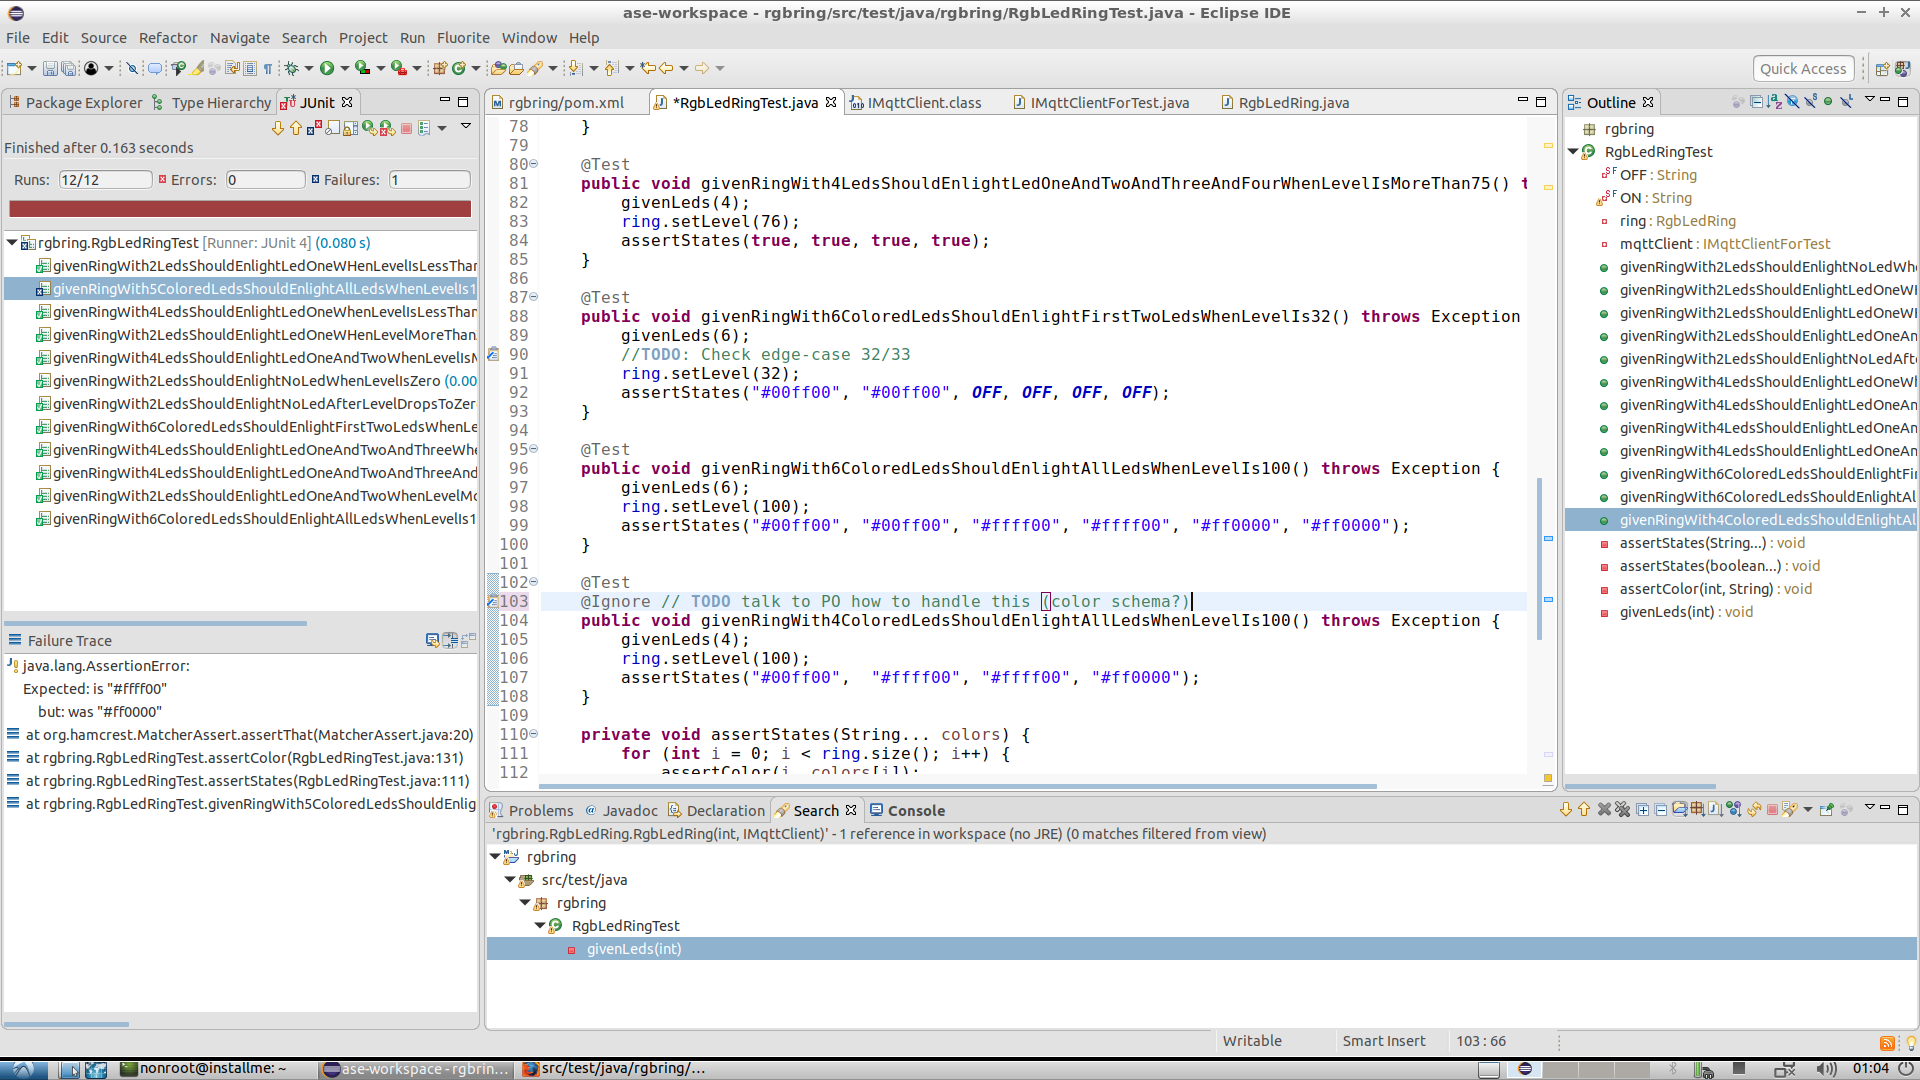 ase-workspace - rgbring/src/test/java/rgbring/RgbLedRingTest.java - Eclipse IDE
File Edit Source Refactor Navigate Search Project Run Fluorite Window Help
Quick Access
Package Explorer Type Hierarchy JUnit
Finished after 0.163 seconds
Runs: 12/12 Errors: 0 Failures: 1
rgbring.RgbLedRingTest [Runner: JUnit 4] (0.080 s)
givenRingWith2LedsShouldEnlightLedOneWHenLevelIsLessThan
givenRingWith5ColoredLedsShouldEnlightAllLedsWhenLevelIs1
givenRingWith4LedsShouldEnlightLedOneWhenLevelIsLessThan
givenRingWith2LedsShouldEnlightLedOneWHenLevelMoreThan
givenRingWith4LedsShouldEnlightLedOneAndTwoWhenLevelIsM
givenRingWith2LedsShouldEnlightNoLedWhenLevelIsZero (0.00
givenRingWith2LedsShouldEnlightNoLedAfterLevelDropsToZero
givenRingWith6ColoredLedsShouldEnlightFirstTwoLedsWhenLe
givenRingWith4LedsShouldEnlightLedOneAndTwoAndThreeWhe
givenRingWith4LedsShouldEnlightLedOneAndTwoAndThreeAnd
givenRingWith2LedsShouldEnlightLedOneAndTwoWhenLevelMo
givenRingWith6ColoredLedsShouldEnlightAllLedsWhenLevelIs1
Failure Trace
java.lang.AssertionError:
Expected: is "#ffff00"
but: was "#ff0000"
at org.hamcrest.MatcherAssert.assertThat(MatcherAssert.java:20)
at rgbring.RgbLedRingTest.assertColor(RgbLedRingTest.java:131)
at rgbring.RgbLedRingTest.assertStates(RgbLedRingTest.java:111)
at rgbring.RgbLedRingTest.givenRingWith5ColoredLedsShouldEnlig
rgbring/pom.xml *RgbLedRingTest.java IMqttClient.class IMqttClientForTest.java RgbLedRing.java
78 }
79
80 @Test
81 public void givenRingWith4LedsShouldEnlightLedOneAndTwoAndThreeAndFourWhenLevelIsMoreThan75() t
82 givenLeds(4);
83 ring.setLevel(76);
84 assertStates(true, true, true, true);
85 }
86
87 @Test
88 public void givenRingWith6ColoredLedsShouldEnlightFirstTwoLedsWhenLevelIs32() throws Exception
89 givenLeds(6);
90 //TODO: Check edge-case 32/33
91 ring.setLevel(32);
92 assertStates("#00ff00", "#00ff00", OFF, OFF, OFF, OFF);
93 }
94
95 @Test
96 public void givenRingWith6ColoredLedsShouldEnlightAllLedsWhenLevelIs100() throws Exception {
97 givenLeds(6);
98 ring.setLevel(100);
99 assertStates("#00ff00", "#00ff00", "#ffff00", "#ffff00", "#ff0000", "#ff0000");
100 }
101
102 @Test
103 @Ignore // TODO talk to PO how to handle this (color schema?)
104 public void givenRingWith4ColoredLedsShouldEnlightAllLedsWhenLevelIs100() throws Exception {
105 givenLeds(4);
106 ring.setLevel(100);
107 assertStates("#00ff00",  "#ffff00", "#ffff00", "#ff0000");
108 }
109
110 private void assertStates(String... colors) {
111 for (int i = 0; i < ring.size(); i++) {
112 assertColor(i, colors[i]);
Outline
rgbring
RgbLedRingTest
OFF : String
ON : String
ring : RgbLedRing
mqttClient : IMqttClientForTest
givenRingWith2LedsShouldEnlightNoLedWhe
givenRingWith2LedsShouldEnlightLedOneWH
givenRingWith2LedsShouldEnlightLedOneWH
givenRingWith2LedsShouldEnlightLedOneAn
givenRingWith2LedsShouldEnlightNoLedAfte
givenRingWith4LedsShouldEnlightLedOneWh
givenRingWith4LedsShouldEnlightLedOneAn
givenRingWith4LedsShouldEnlightLedOneAn
givenRingWith4LedsShouldEnlightLedOneAn
givenRingWith6ColoredLedsShouldEnlightFi
givenRingWith6ColoredLedsShouldEnlightAl
givenRingWith4ColoredLedsShouldEnlightAl
assertStates(String...) : void
assertStates(boolean...) : void
assertColor(int, String) : void
givenLeds(int) : void
Problems Javadoc Declaration Search Console
'rgbring.RgbLedRing.RgbLedRing(int, IMqttClient)' - 1 reference in workspace (no JRE) (0 matches filtered from view)
rgbring
src/test/java
rgbring
RgbLedRingTest
givenLeds(int)
Writable Smart Insert 103 : 66
nonroot@installme: ~ ase-workspace - rgbrin... src/test/java/rgbring/... 01:04